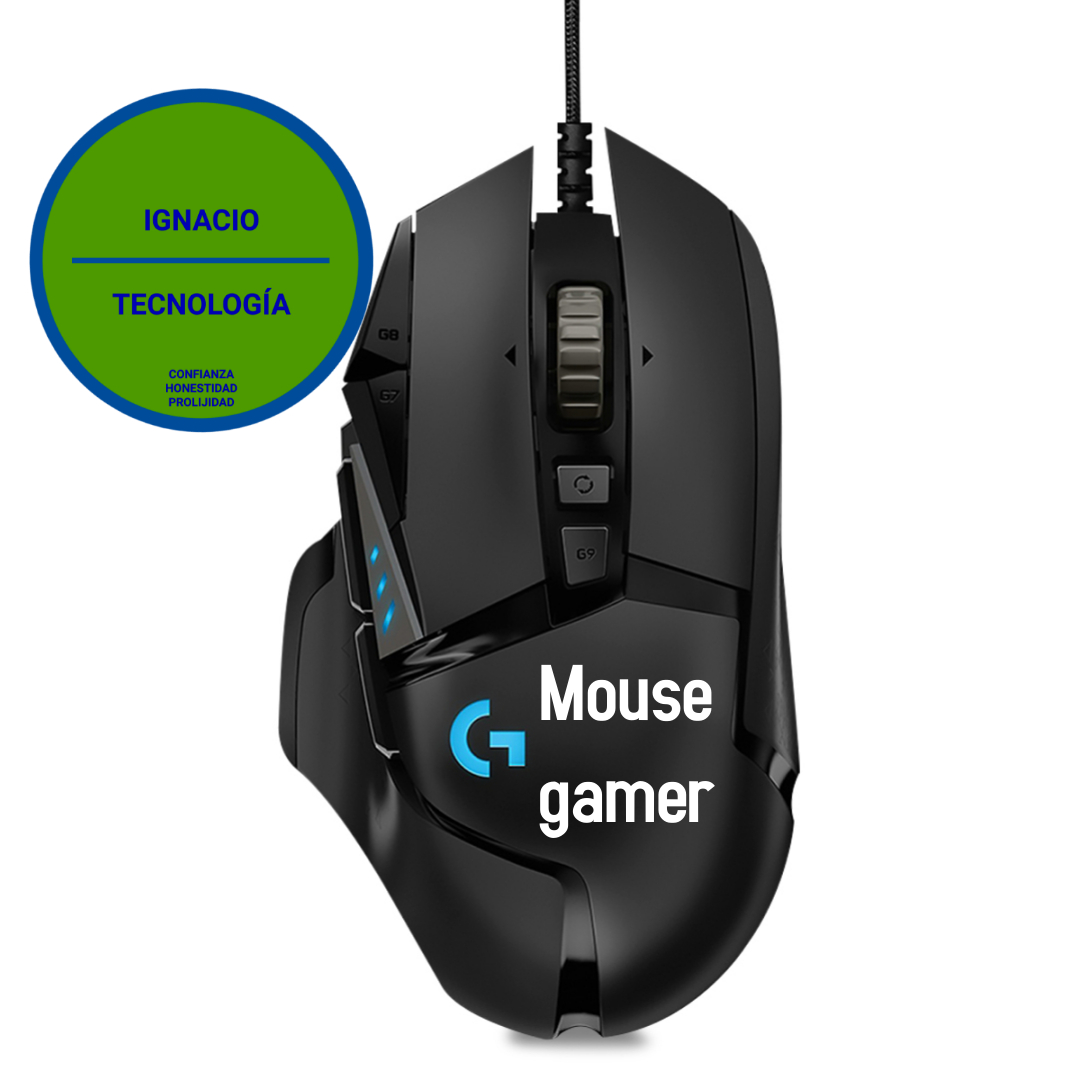 IGNACIO
TECNOLOGÍA
CONFIANZA
HONESTIDAD
PROLIJIDAD
G8
G7
G9
Mouse
gamer